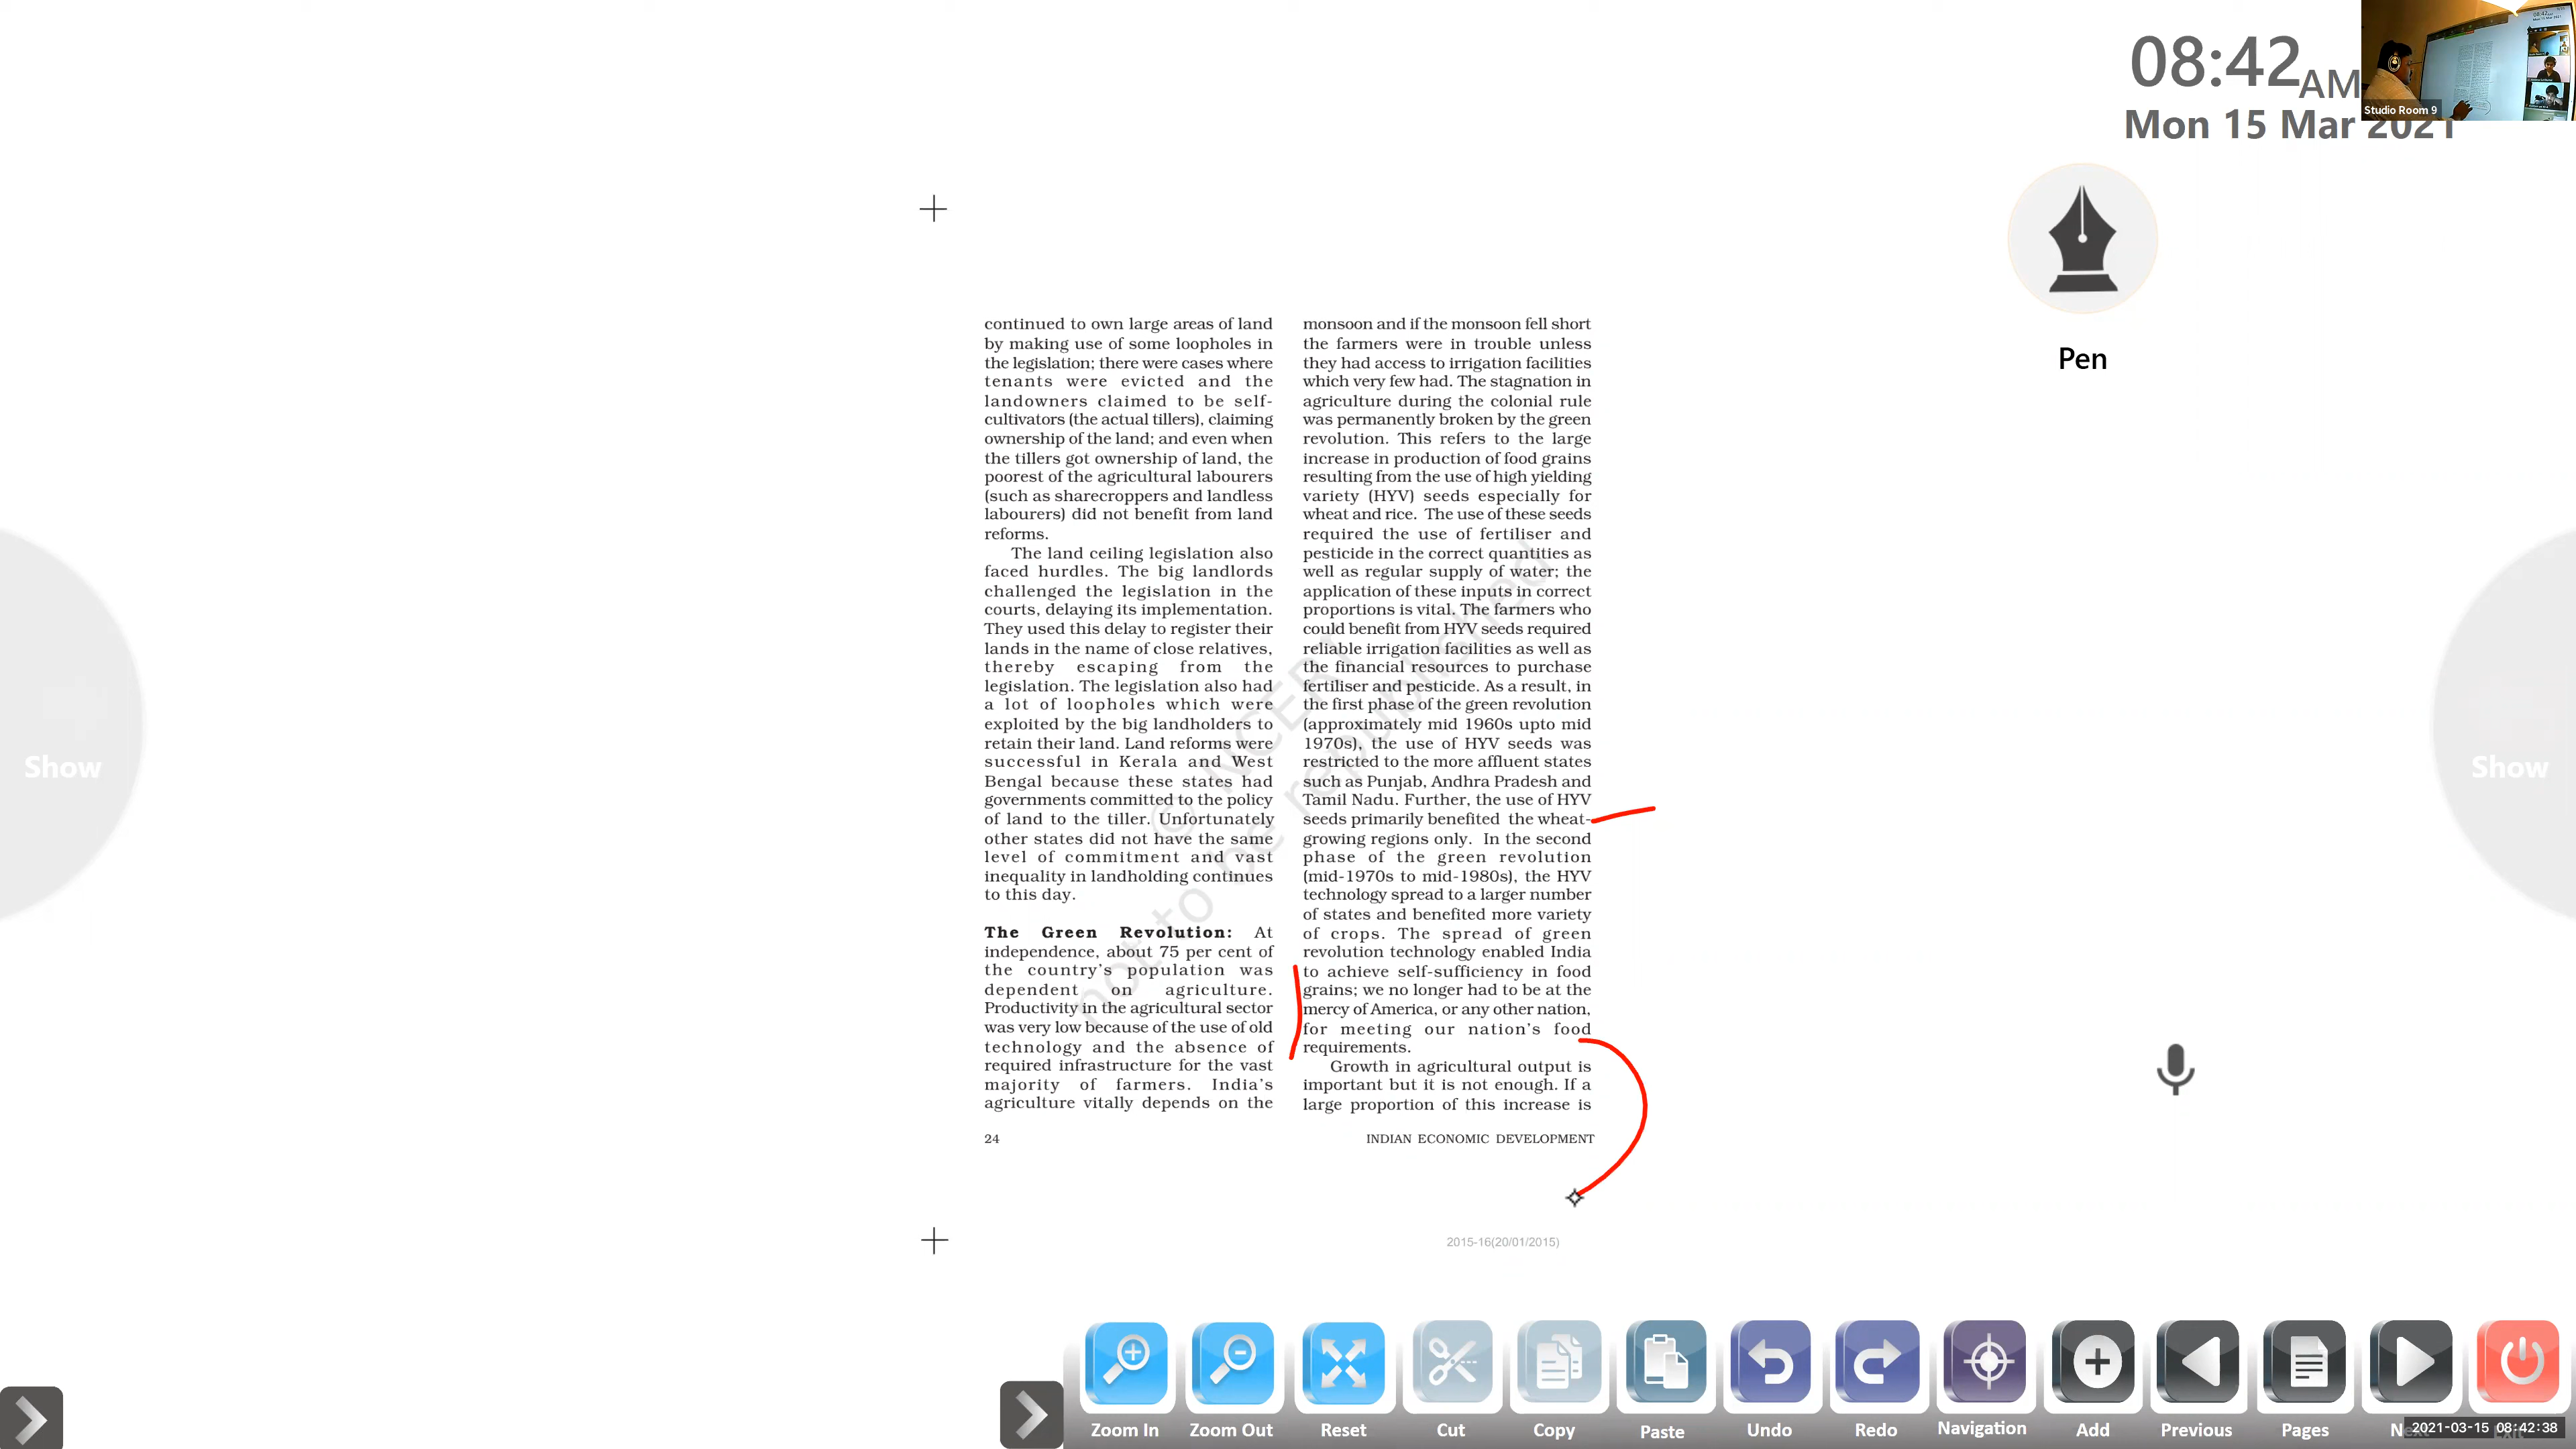 08:42 AM
Mon 15 Mar 2021
Studio Room 9
Pen
continued to own large areas of land
by making use of some loopholes in
the legislation; there were cases where
tenants were evicted and the
landowners claimed to be self-
cultivators (the actual tillers), claiming
ownership of the land; and even when
the tillers got ownership of land, the
poorest of the agricultural labourers
(such as sharecroppers and landless
labourers) did not benefit from land
reforms.
The land ceiling legislation also
faced hurdles. The big landlords
challenged the legislation in the
courts, delaying its implementation.
They used this delay to register their
lands in the name of close relatives,
thereby escaping from the
legislation. The legislation also had
a lot of loopholes which were
exploited by the big landholders to
retain their land. Land reforms were
successful in Kerala and West
Bengal because these states had
governments committed to the policy
of land to the tiller. Unfortunately
other states did not have the same
level of commitment and vast
inequality in landholding continues
to this day.
The Green Revolution: At
independence, about 75 per cent of
the country's population was
dependent on agriculture.
Productivity in the agricultural sector
was very low because of the use of old
technology and the absence of
required infrastructure for the vast
majority of farmers. India's
agriculture vitally depends on the
monsoon and if the monsoon fell short
the farmers were in trouble unless
they had access to irrigation facilities
which very few had. The stagnation in
agriculture during the colonial rule
was permanently broken by the green
revolution. This refers to the large
increase in production of food grains
resulting from the use of high yielding
variety (HYV) seeds especially for
wheat and rice. The use of these seeds
required the use of fertiliser and
pesticide in the correct quantities as
well as regular supply of water; the
application of these inputs in correct
proportions is vital. The farmers who
could benefit from HYV seeds required
reliable irrigation facilities as well as
the financial resources to purchase
fertiliser and pesticide. As a result, in
the first phase of the green revolution
(approximately mid 1960s upto mid
1970s), the use of HYV seeds was
restricted to the more affluent states
such as Punjab, Andhra Pradesh and
Tamil Nadu. Further, the use of HYV
seeds primarily benefited the wheat-
growing regions only. In the second
phase of the green revolution
(mid-1970s to mid-1980s), the HYV
technology spread to a larger number
of states and benefited more variety
of crops. The spread of green
revolution technology enabled India
to achieve self-sufficiency in food
grains; we no longer had to be at the
mercy of America, or any other nation,
for meeting our nation's food
requirements.
Growth in agricultural output is
important but it is not enough. If a
large proportion of this increase is
24
INDIAN ECONOMIC DEVELOPMENT
© NCERT
not to be republished
2015-16(20/01/2015)
Show
Show
Zoom In
Zoom Out
Reset
Cut
Copy
Paste
Undo
Redo
Navigation
Add
Previous
Pages
2021-03-15 08:42:38